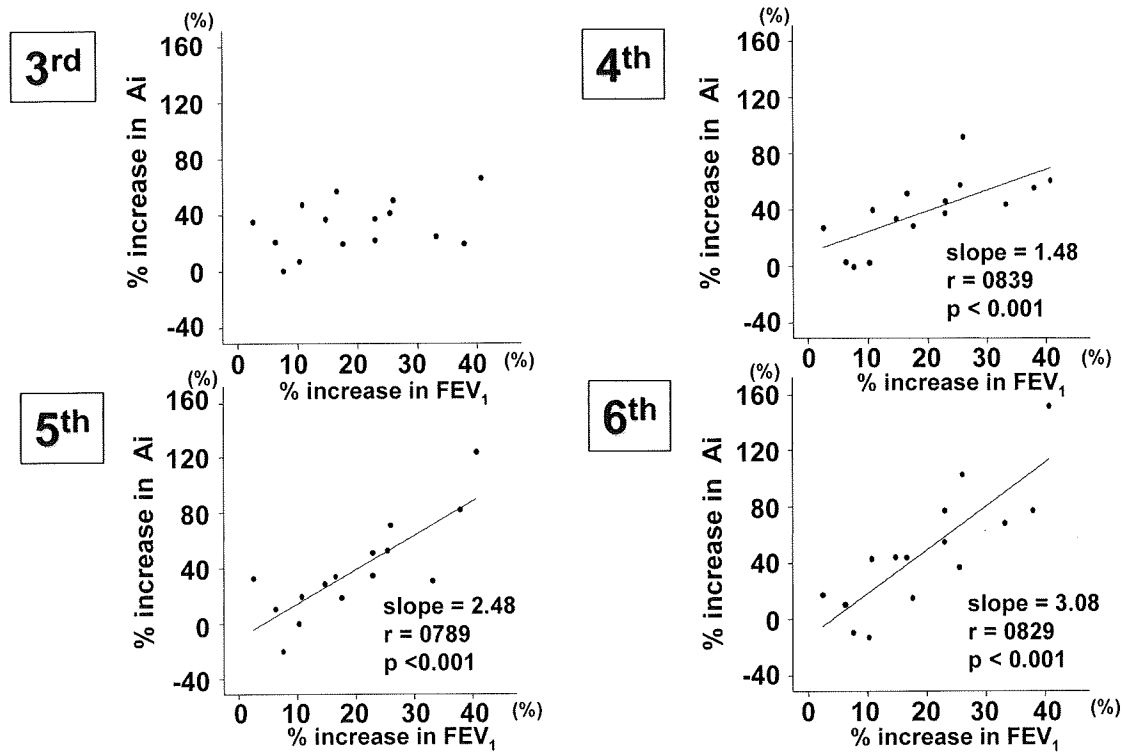 3rd
(%)
160
120
80
40
0
-40
% increase in Ai
0 10 20 30 40 (%)
% increase in FEV1
4th
(%)
160
120
80
40
0
-40
% increase in Ai
slope = 1.48
r = 0839
p < 0.001
0 10 20 30 40 (%)
% increase in FEV1
5th
(%)
160
120
80
40
0
-40
% increase in Ai
slope = 2.48
r = 0789
p <0.001
0 10 20 30 40 (%)
% increase in FEV1
6th
(%)
160
120
80
40
0
-40
% increase in Ai
slope = 3.08
r = 0829
p < 0.001
0 10 20 30 40 (%)
% increase in FEV1